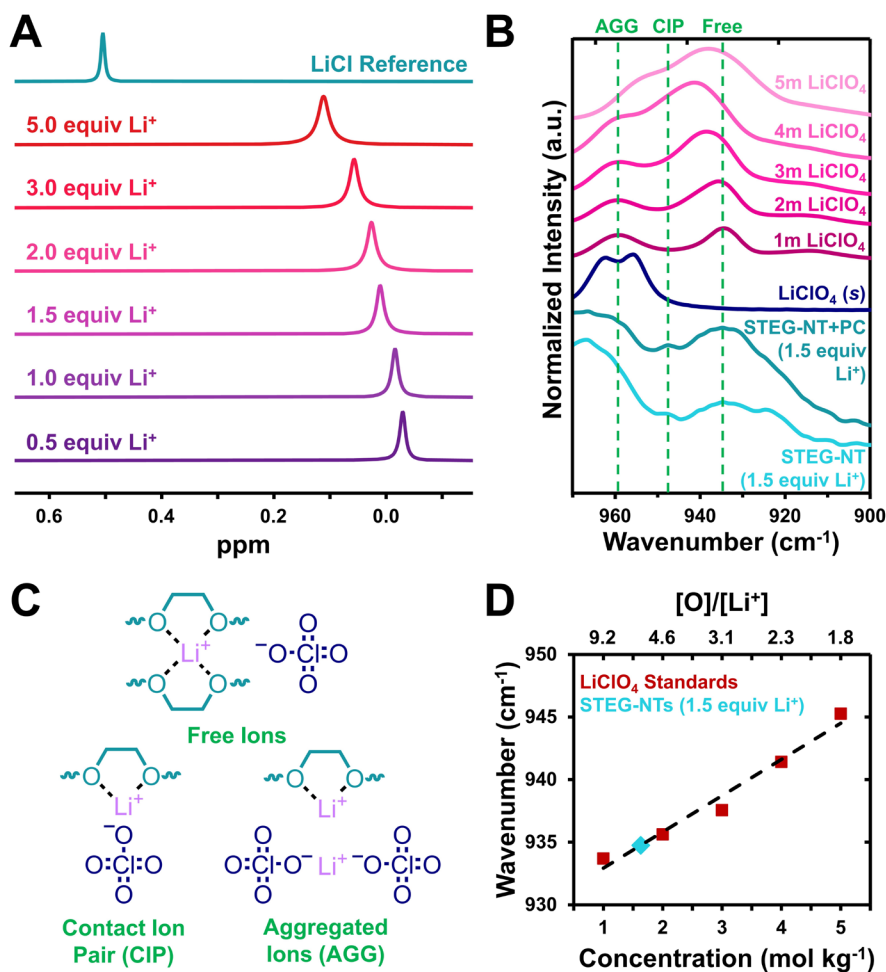 A
LiCl Reference
5.0 equiv Li⁺
3.0 equiv Li⁺
2.0 equiv Li⁺
1.5 equiv Li⁺
1.0 equiv Li⁺
0.5 equiv Li⁺
0.6 0.4 0.2 0.0
ppm
B
AGG CIP Free
Normalized Intensity (a.u.)
5m LiClO₄
4m LiClO₄
3m LiClO₄
2m LiClO₄
1m LiClO₄
LiClO₄ (s)
STEG-NT+PC
(1.5 equiv
Li⁺)
STEG-NT
(1.5 equiv Li⁺)
960 940 920 900
Wavenumber (cm⁻¹)
C
O O O
Li⁺ ⁻O Cl O
O O O
Free Ions
O O
Li⁺
⁻O
O Cl O
O
Contact Ion
Pair (CIP)
O O
Li⁺
O O
O Cl O⁻ Li⁺ ⁻O Cl O
O O
Aggregated
Ions (AGG)
D
[O]/[Li⁺]
9.2 4.6 3.1 2.3 1.8
LiClO₄ Standards
STEG-NTs (1.5 equiv Li⁺)
Wavenumber (cm⁻¹)
950
945
940
935
930
1 2 3 4 5
Concentration (mol kg⁻¹)